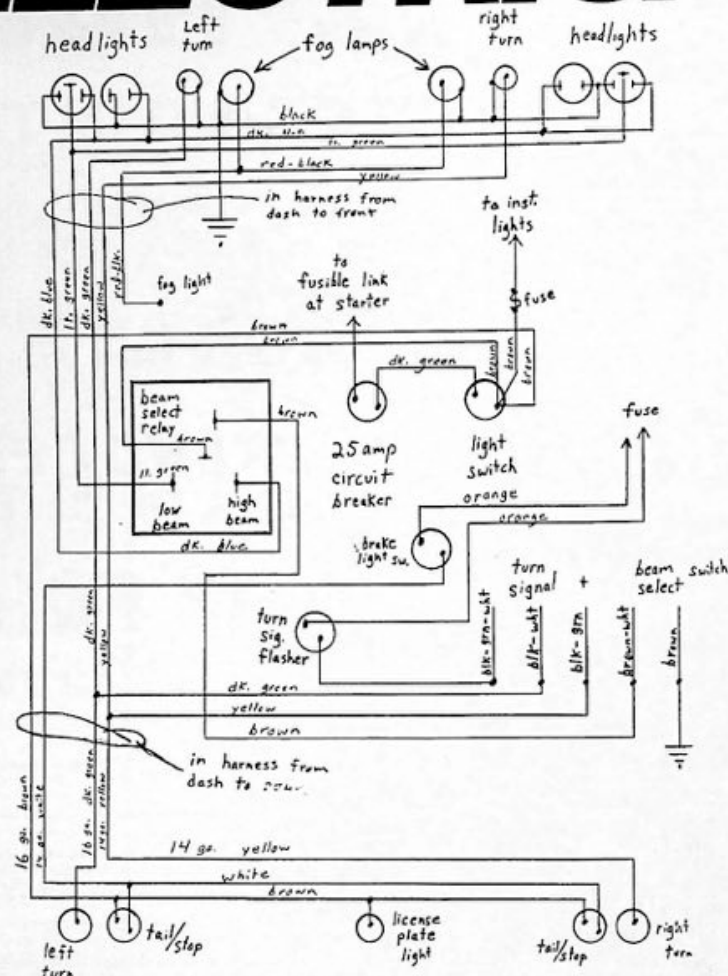 head lights
Left
turn
fog lamps
right
turn
headlights
black
dk. blue
lt. green
red-black
yellow
in harness from
dash to front
to inst.
lights
to
fusible link
at starter
fuse
dk. blue
lt. green
dk. green
yellow
red-blk.
fog light
brown
brown
dk. green
brown
brown
brown
beam
select
relay
brown
brown
lt. green
low
beam
high
beam
dk. blue
25 amp
circuit
breaker
light
switch
fuse
orange
orange
brake
light sw.
turn
signal
+
beam switch
select
turn
sig.
flasher
blk-grn-wht
blk-wht
blk-grn
brown-wht
brown
dk. green
yellow
dk. green
yellow
brown
in harness from
dash to
16 ga. brown
14 ga. white
16 ga. dk. green
14 ga. yellow
14 ga. yellow
white
brown
left
turn
tail/stop
license
plate
light
tail/stop
right
turn